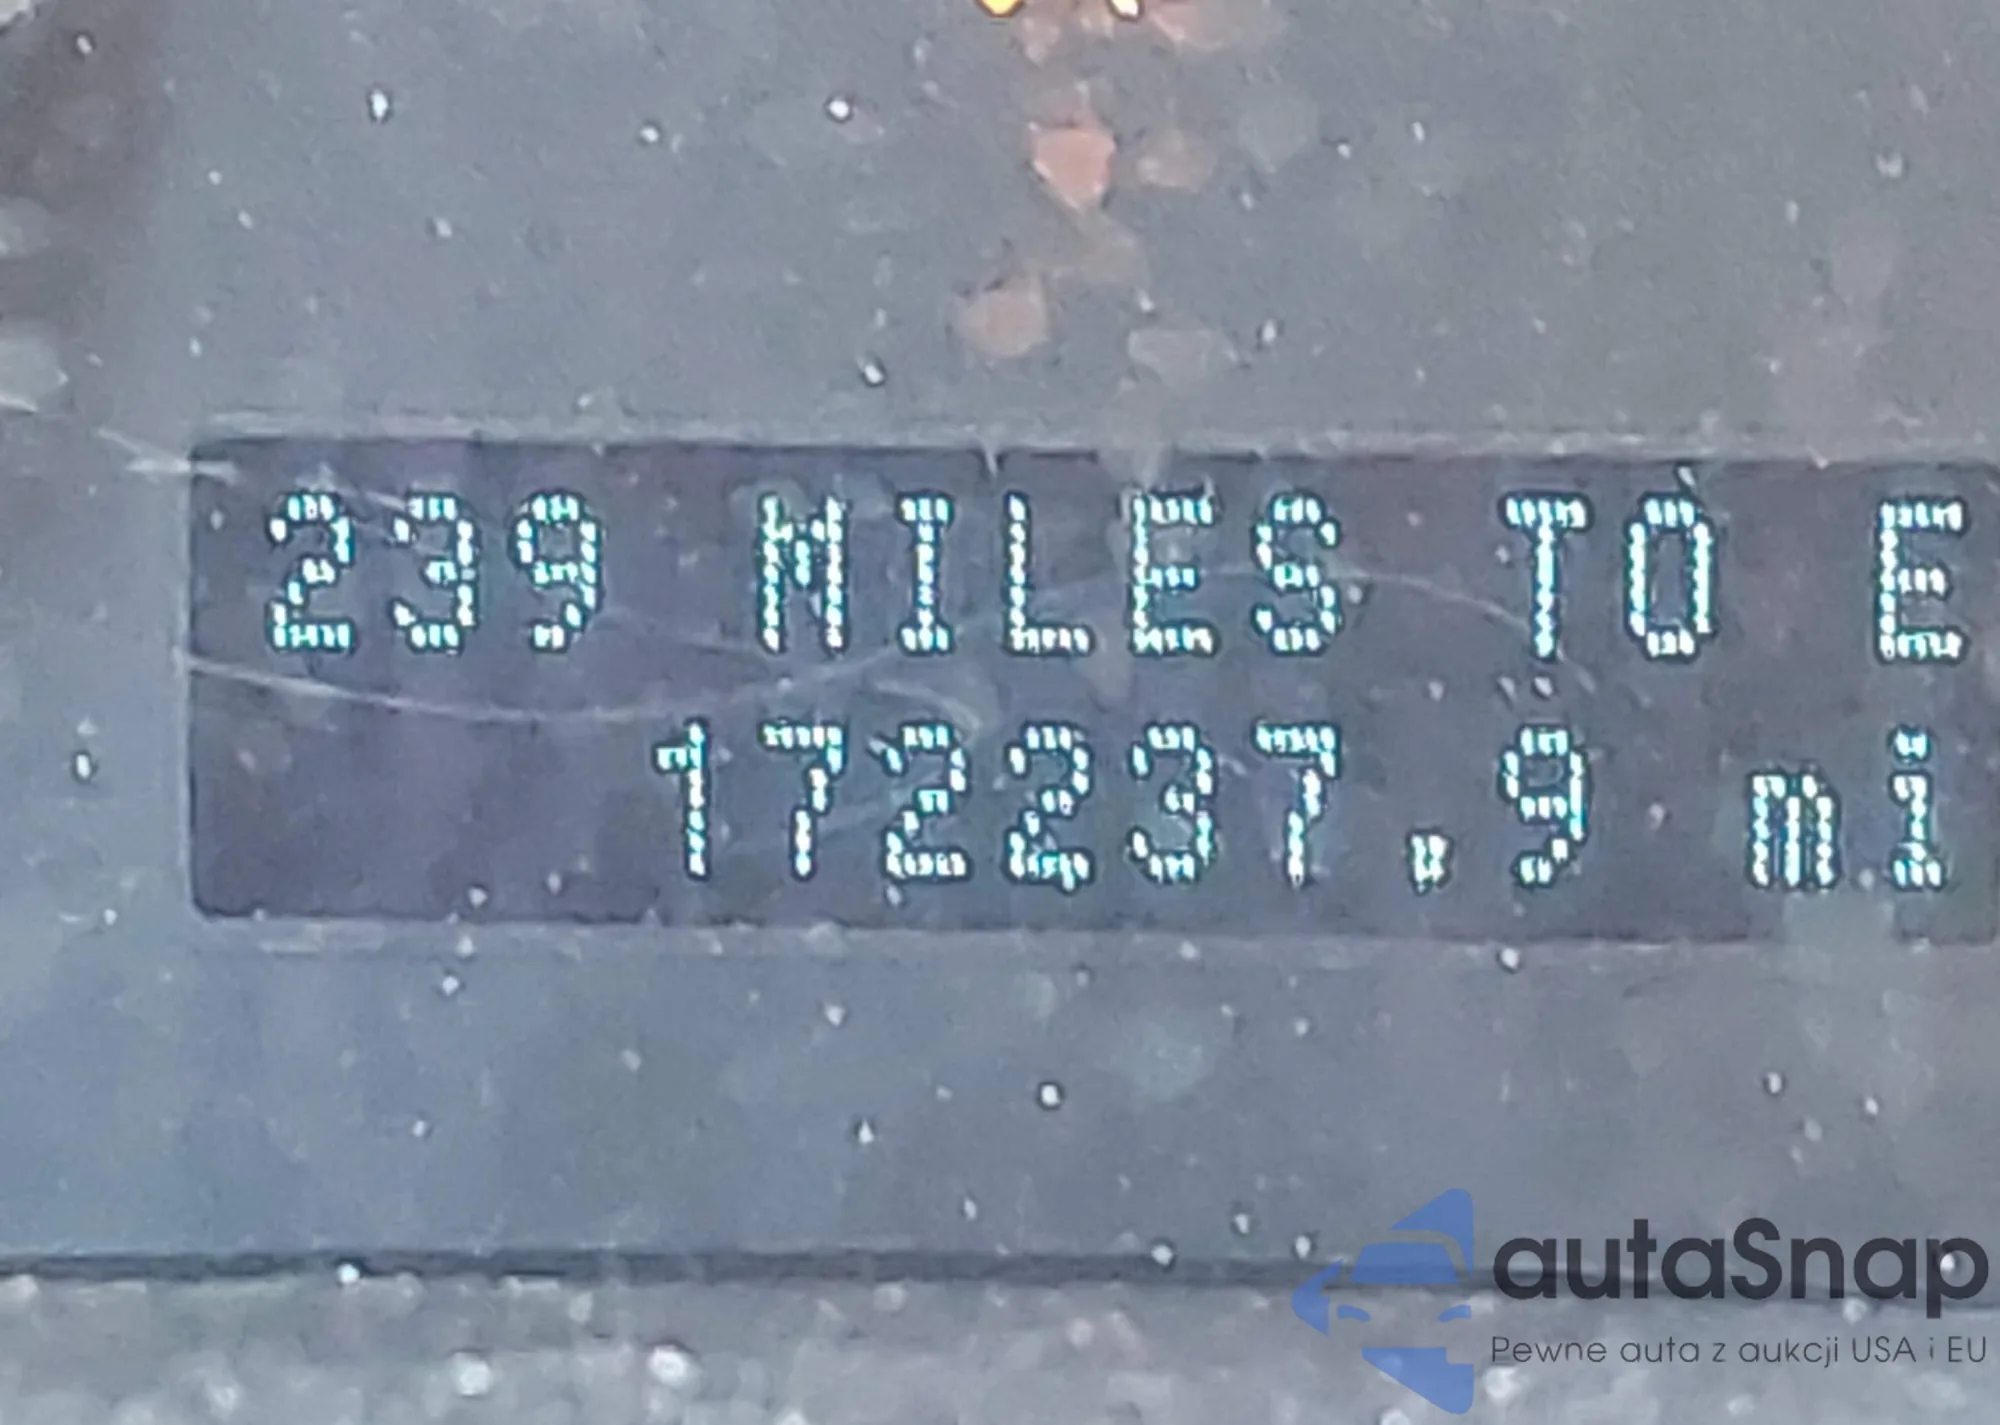 239 MILES TO E
172237.9 mi
autaSnap
Pewne auta z aukcji USA i EU